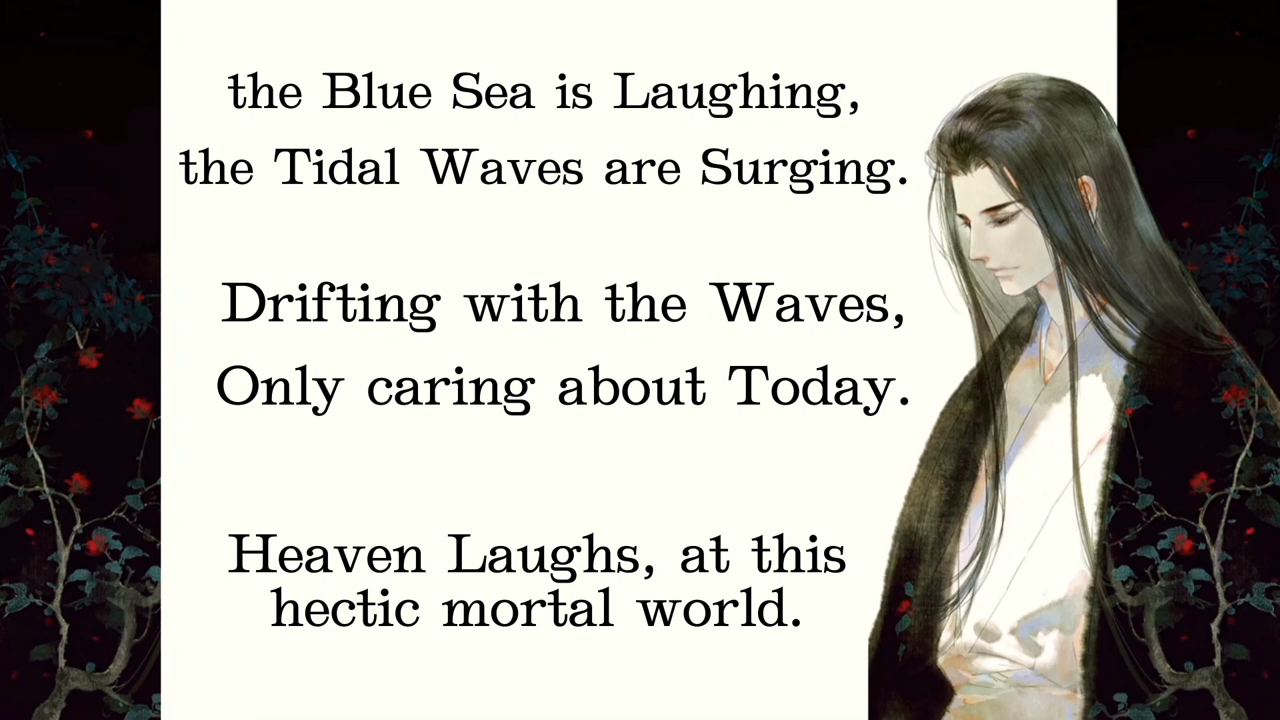 the Blue Sea is Laughing,
the Tidal Waves are Surging.
Drifting with the Waves,
Only caring about Today.
Heaven Laughs, at this
hectic mortal world.